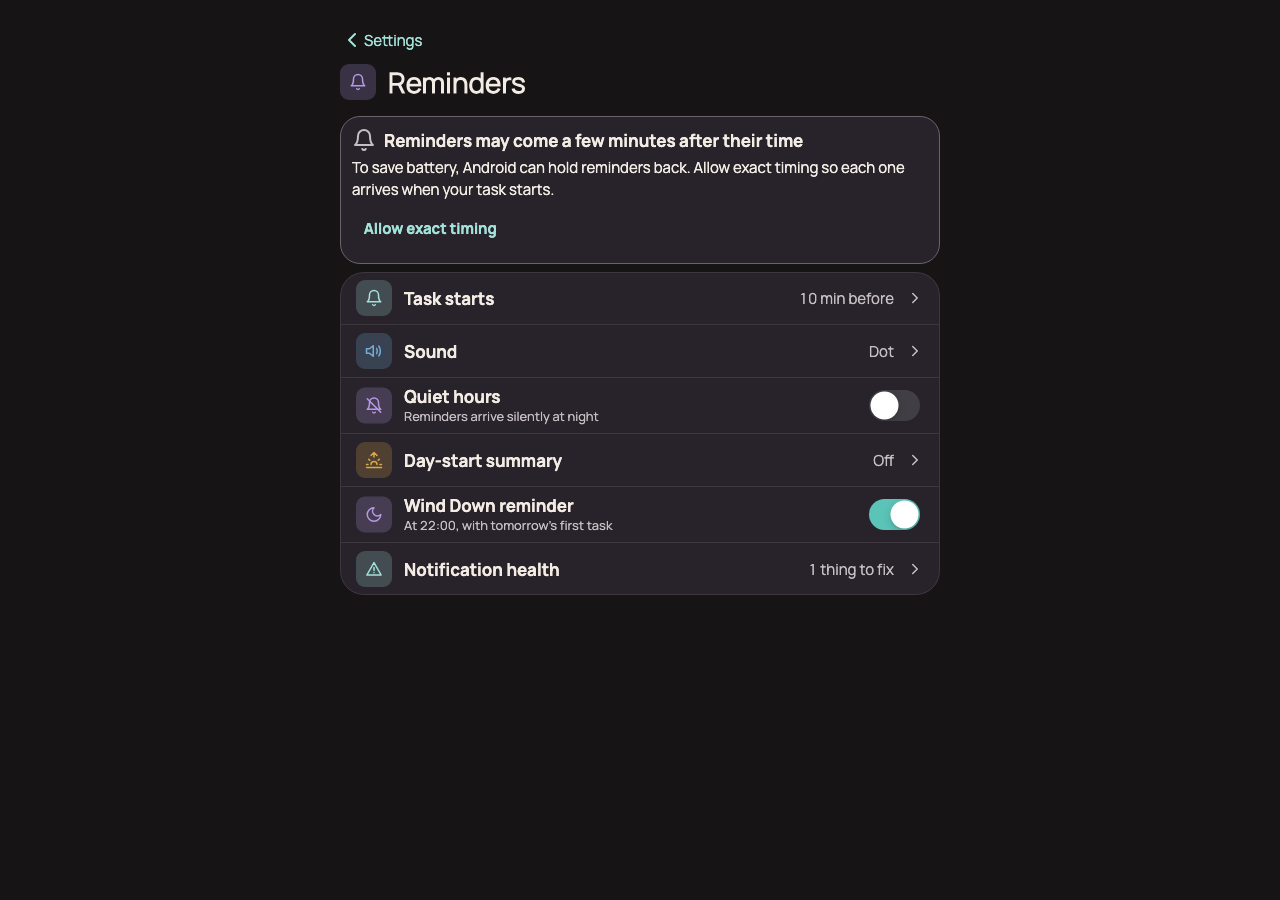 Settings
Reminders
Reminders may come a few minutes after their time
To save battery, Android can hold reminders back. Allow exact timing so each one
arrives when your task starts.
Allow exact timing
Task starts
10 min before
Sound
Dot
Quiet hours
Reminders arrive silently at night
Day-start summary
Off
Wind Down reminder
At 22:00, with tomorrow's first task
Notification health
1 thing to fix